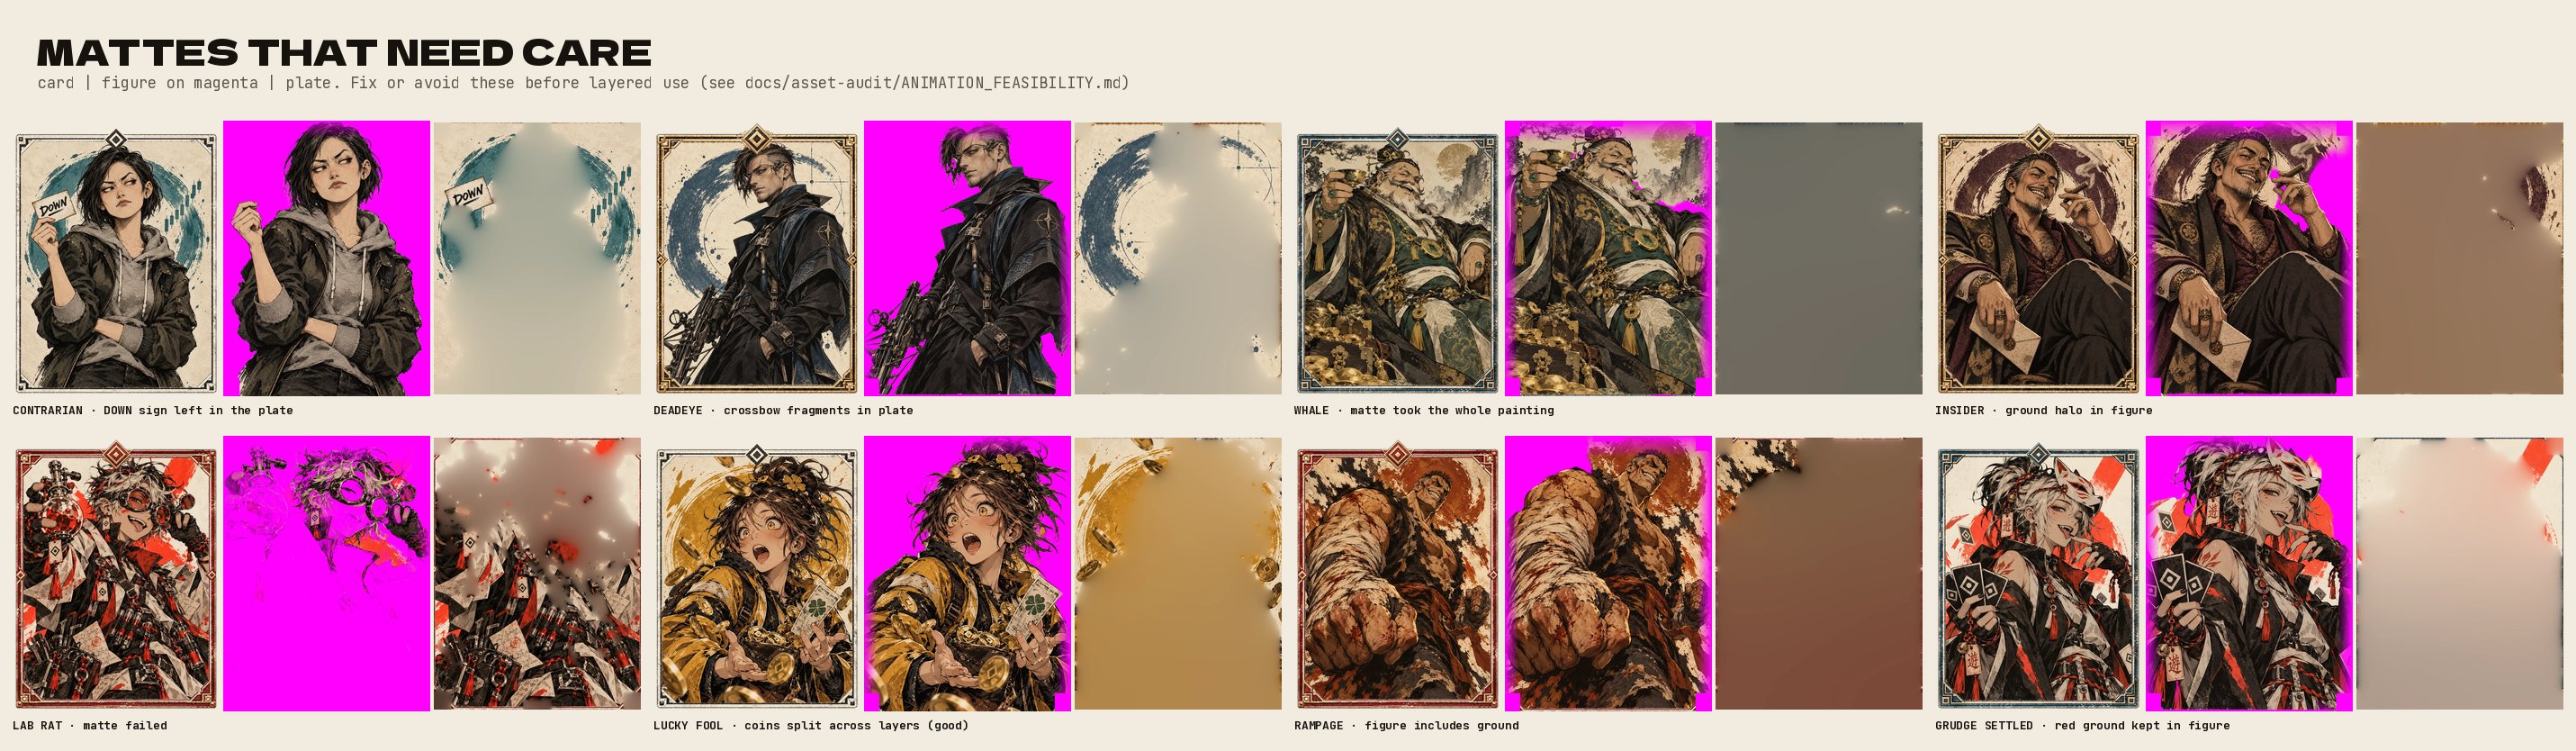 MATTES THAT NEED CARE
card | figure on magenta | plate. Fix or avoid these before layered use (see docs/asset-audit/ANIMATION_FEASIBILITY.md)
DOWN
DOWN
CONTRARIAN · DOWN sign left in the plate
DEADEYE · crossbow fragments in plate
WHALE · matte took the whole painting
INSIDER · ground halo in figure
遊
遊
LAB RAT · matte failed
LUCKY FOOL · coins split across layers (good)
RAMPAGE · figure includes ground
GRUDGE SETTLED · red ground kept in figure